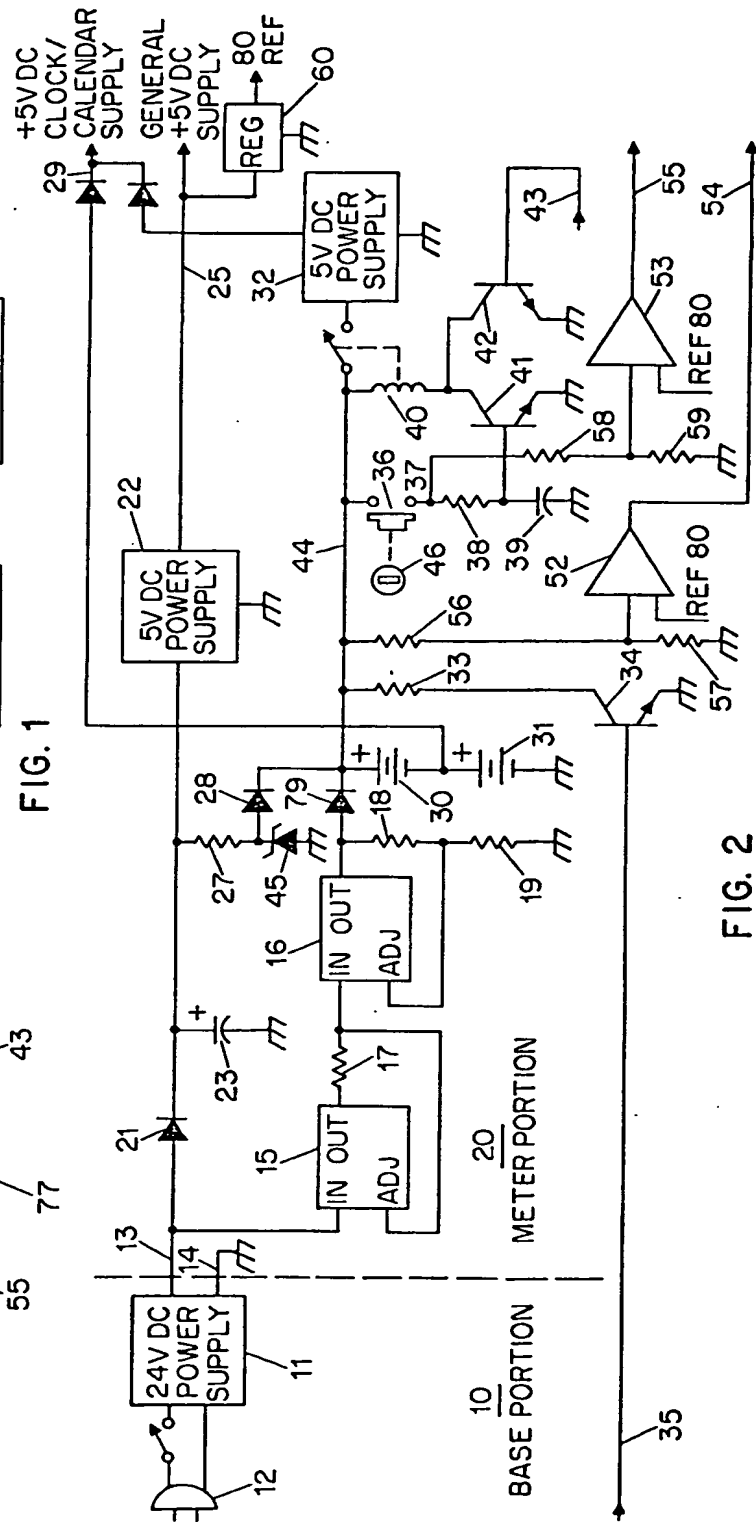 FIG. 1
55
77
43
+5V DC
CLOCK/
CALENDAR
SUPPLY
29
GENERAL
+5V DC
SUPPLY
80
REF
REG
60
25
5V DC
POWER
SUPPLY
32
5V DC
POWER
SUPPLY
22
24V DC
POWER
SUPPLY
11
12
13
14
21
23
27
28
45
79
+
30
+
31
+
IN OUT
ADJ
15
17
IN OUT
ADJ
16
18
19
33
34
56
57
44
46
36
37
38
39
40
41
42
43
58
59
52
REF 80
53
REF 80
55
54
35
10
BASE PORTION
20
METER PORTION
FIG. 2